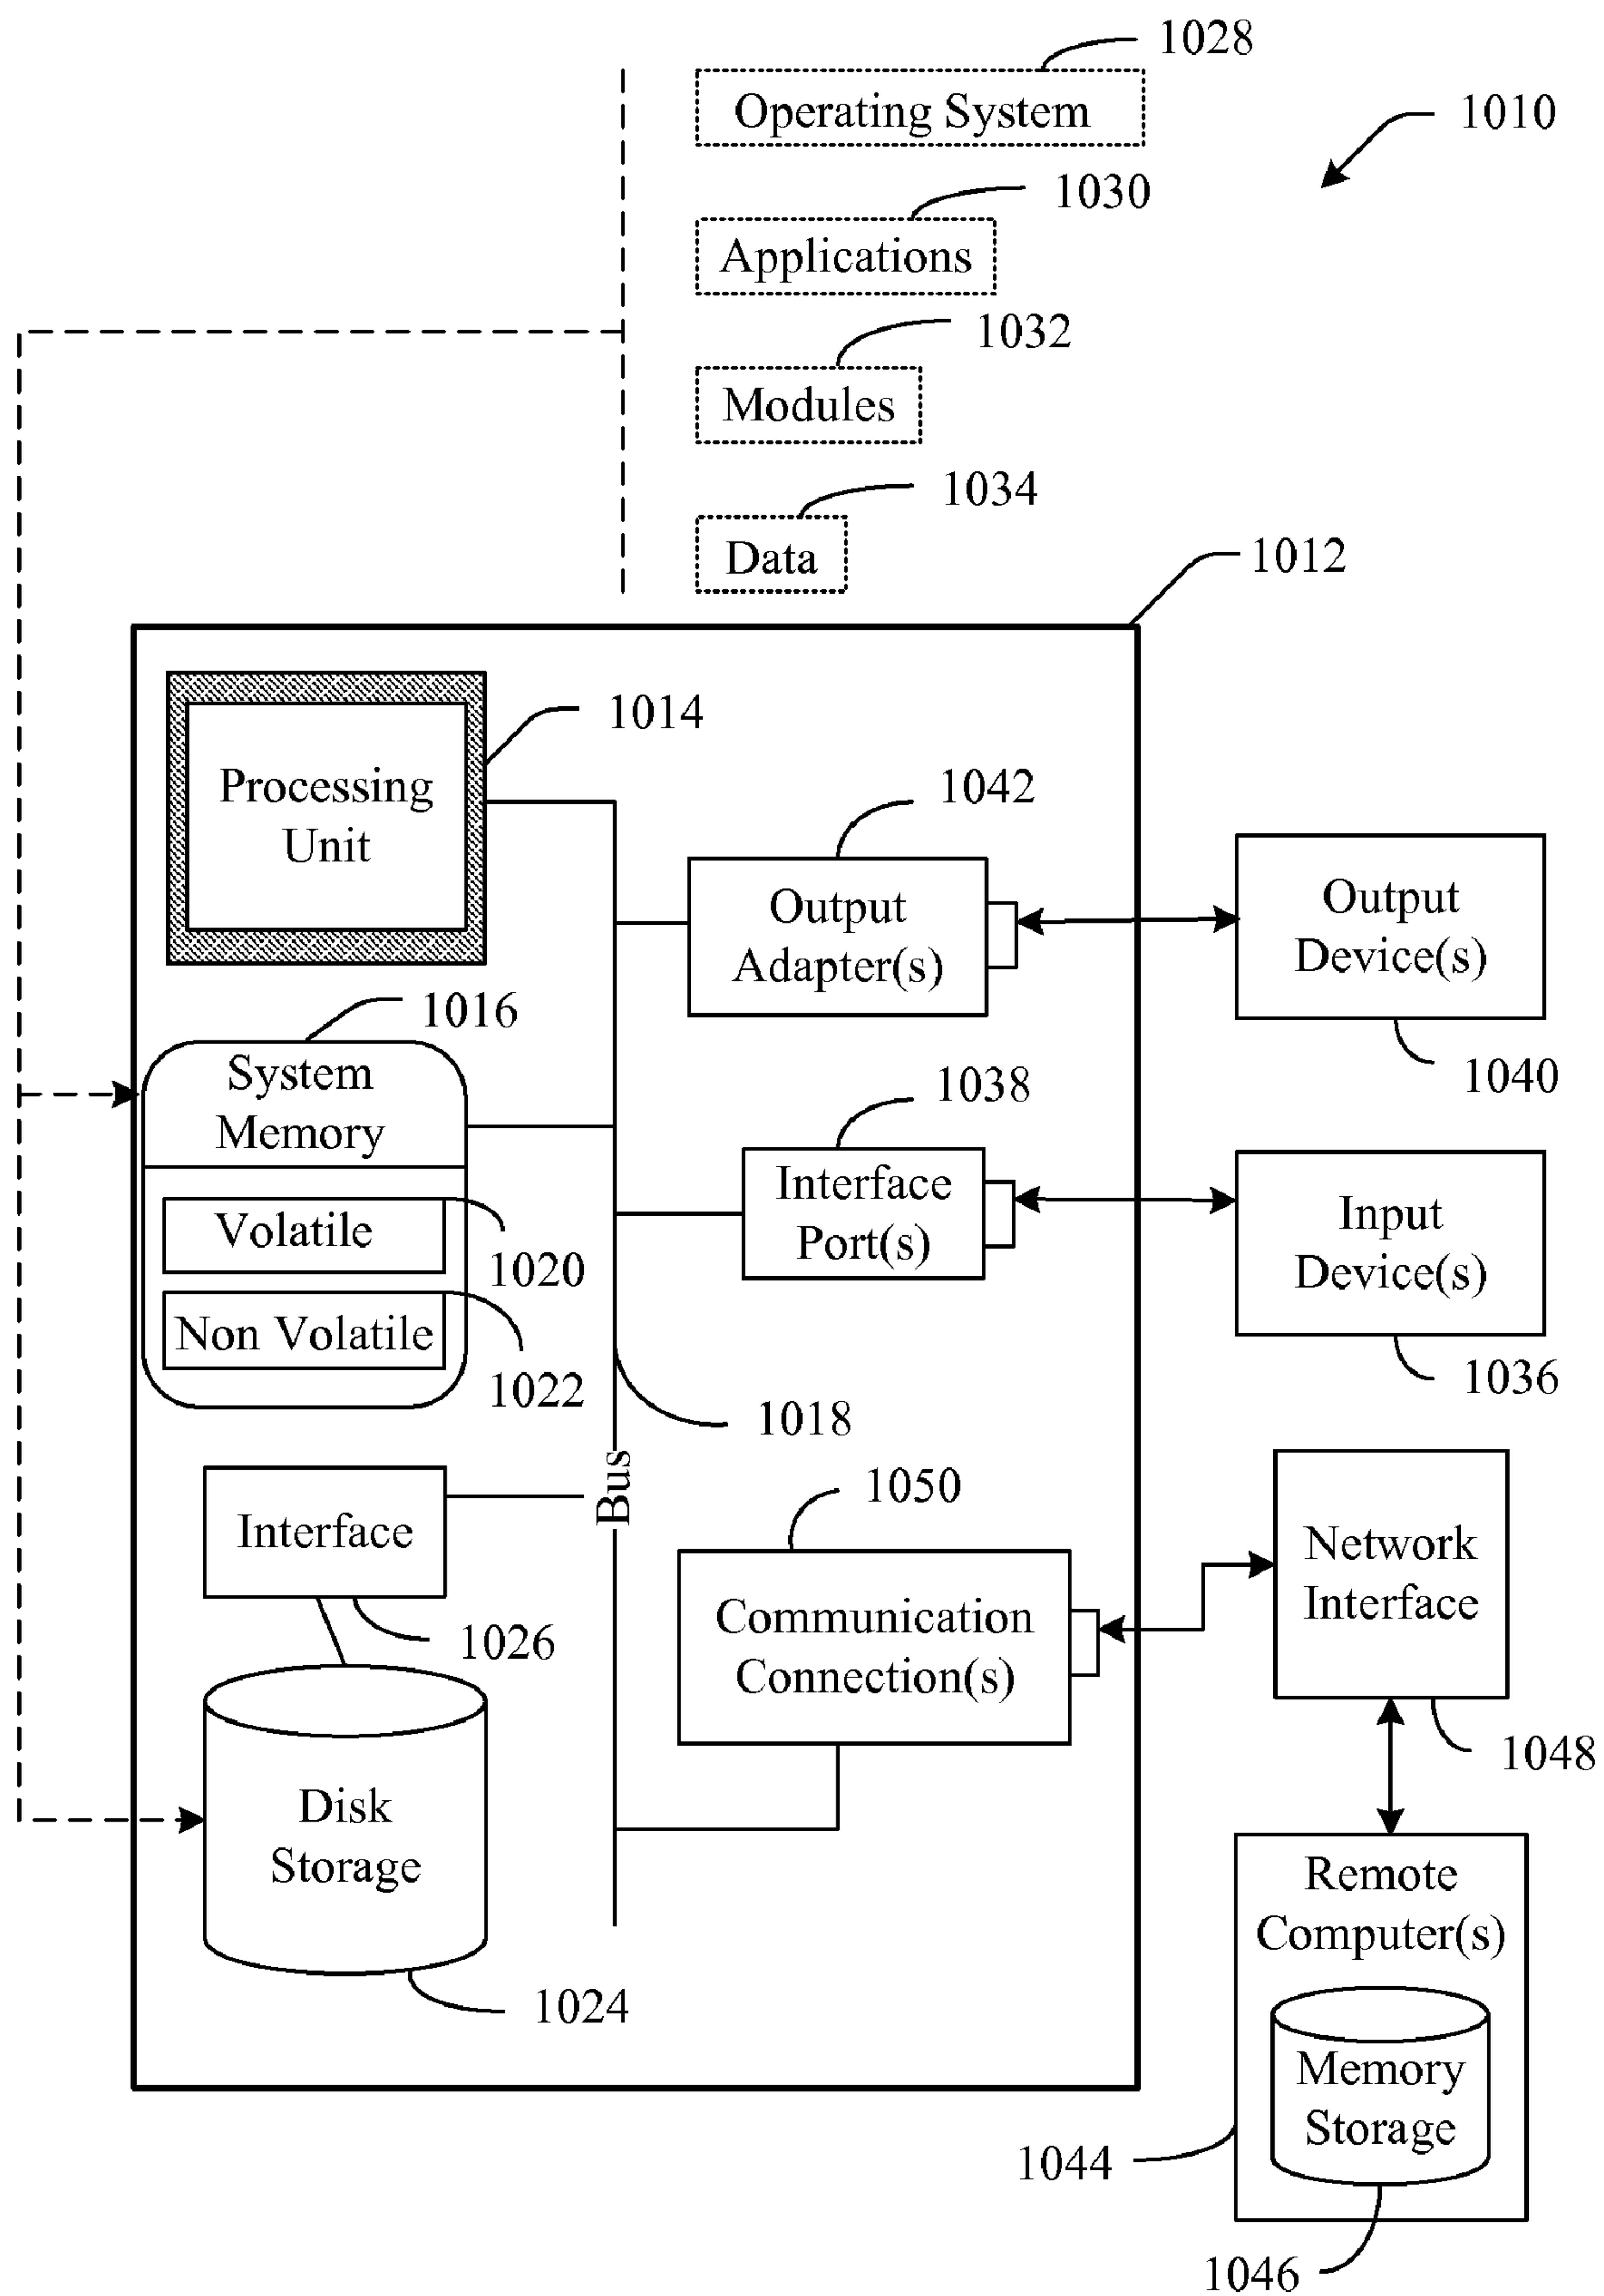 1028
Operating System
1010
1030
Applications
1032
Modules
1034
Data
1012
1014
Processing
Unit
1042
Output
Adapter(s)
Output
Device(s)
1040
1016
System
Memory
1038
Interface
Port(s)
Input
Device(s)
1036
Volatile
1020
Non Volatile
1022
1018
Bus
Interface
1026
1050
Communication
Connection(s)
Network
Interface
1048
Disk
Storage
1024
Remote
Computer(s)
Memory
Storage
1044
1046